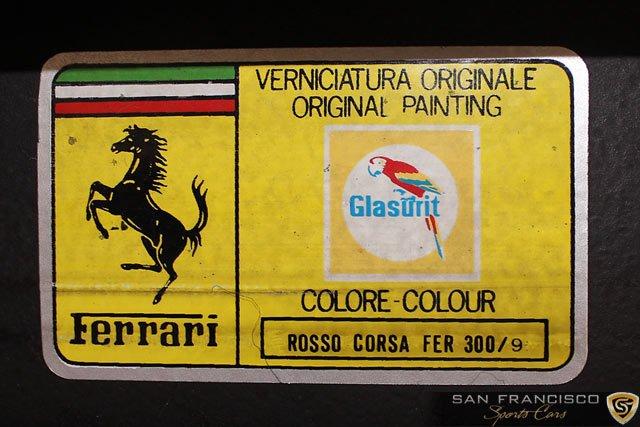 VERNICIATURA ORIGINALE
ORIGINAL PAINTING
Glasurit
COLORE-COLOUR
Ferrari
ROSSO CORSA FER 300/9
SAN FRANCISCO
Sports Cars